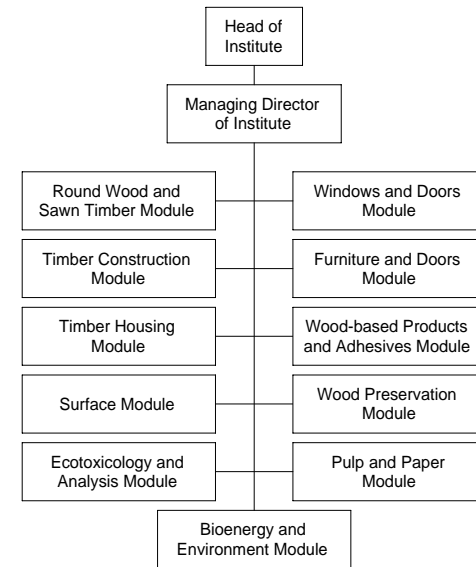 Head of
Institute
Managing Director
of Institute
Round Wood and
Sawn Timber Module
Windows and Doors
Module
Timber Construction
Module
Furniture and Doors
Module
Timber Housing
Module
Wood-based Products
and Adhesives Module
Surface Module
Wood Preservation
Module
Ecotoxicology and
Analysis Module
Pulp and Paper
Module
Bioenergy and
Environment Module